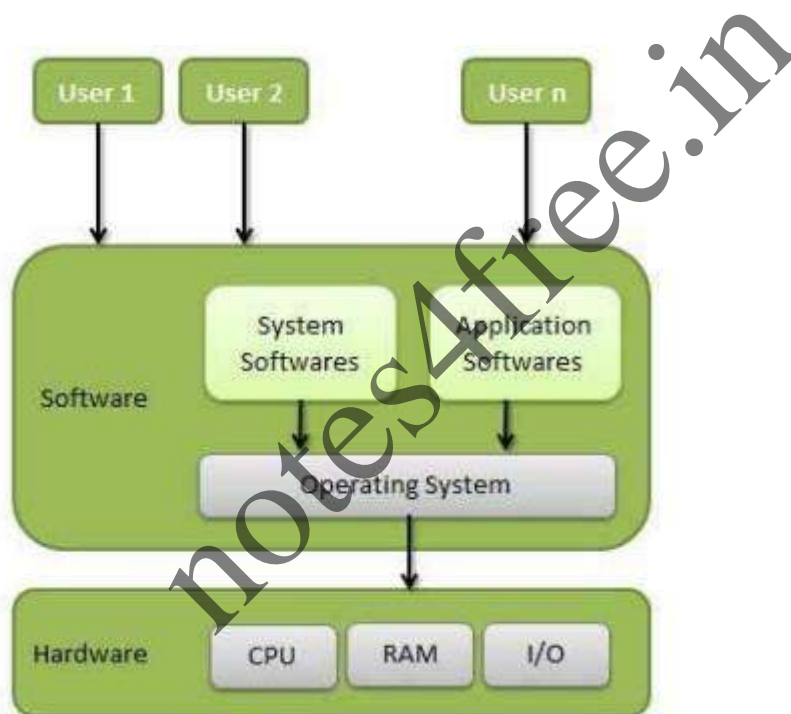 User 1
User 2
User n
System
Softwares
Application
Softwares
Software
Operating System
Hardware
CPU
RAM
I/O
notes4free.in